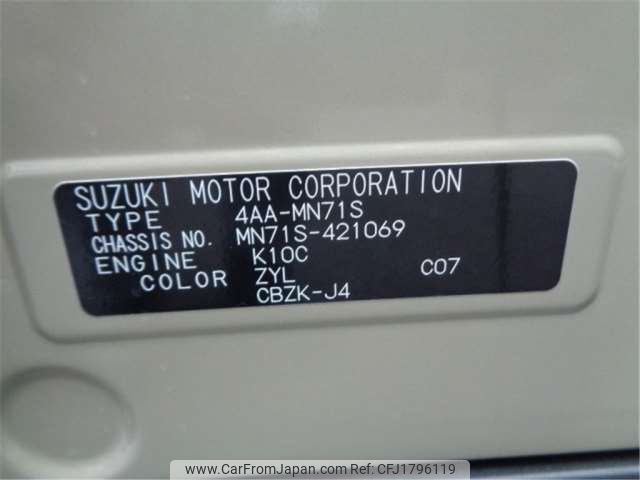 SUZUKI MOTOR CORPORATION
TYPE 4AA-MN71S
CHASSIS NO. MN71S-421069
ENGINE K10C
COLOR ZYL C07
CBZK-J4
www.CarFromJapan.com - CFJ1796119